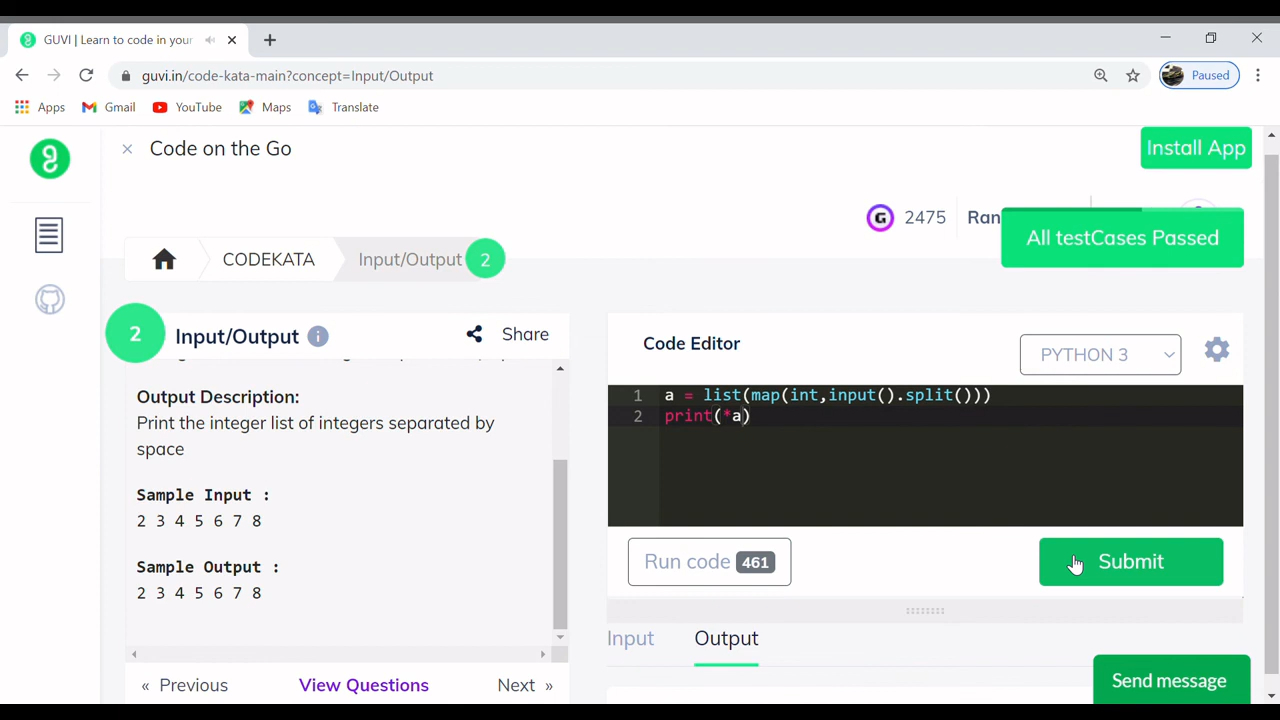 GUVI | Learn to code in your
guvi.in/code-kata-main?concept=Input/Output
Paused
Apps
Gmail
YouTube
Maps
Translate
Code on the Go
Install App
2475
Ran
All testCases Passed
CODEKATA
Input/Output
2
2
Input/Output
Share
Output Description:
Print the integer list of integers separated by
space
Sample Input :
2 3 4 5 6 7 8
Sample Output :
2 3 4 5 6 7 8
« Previous
View Questions
Next »
Code Editor
PYTHON 3
1 a = list(map(int,input().split()))
2 print(*a)
Run code 461
Submit
Input
Output
Send message